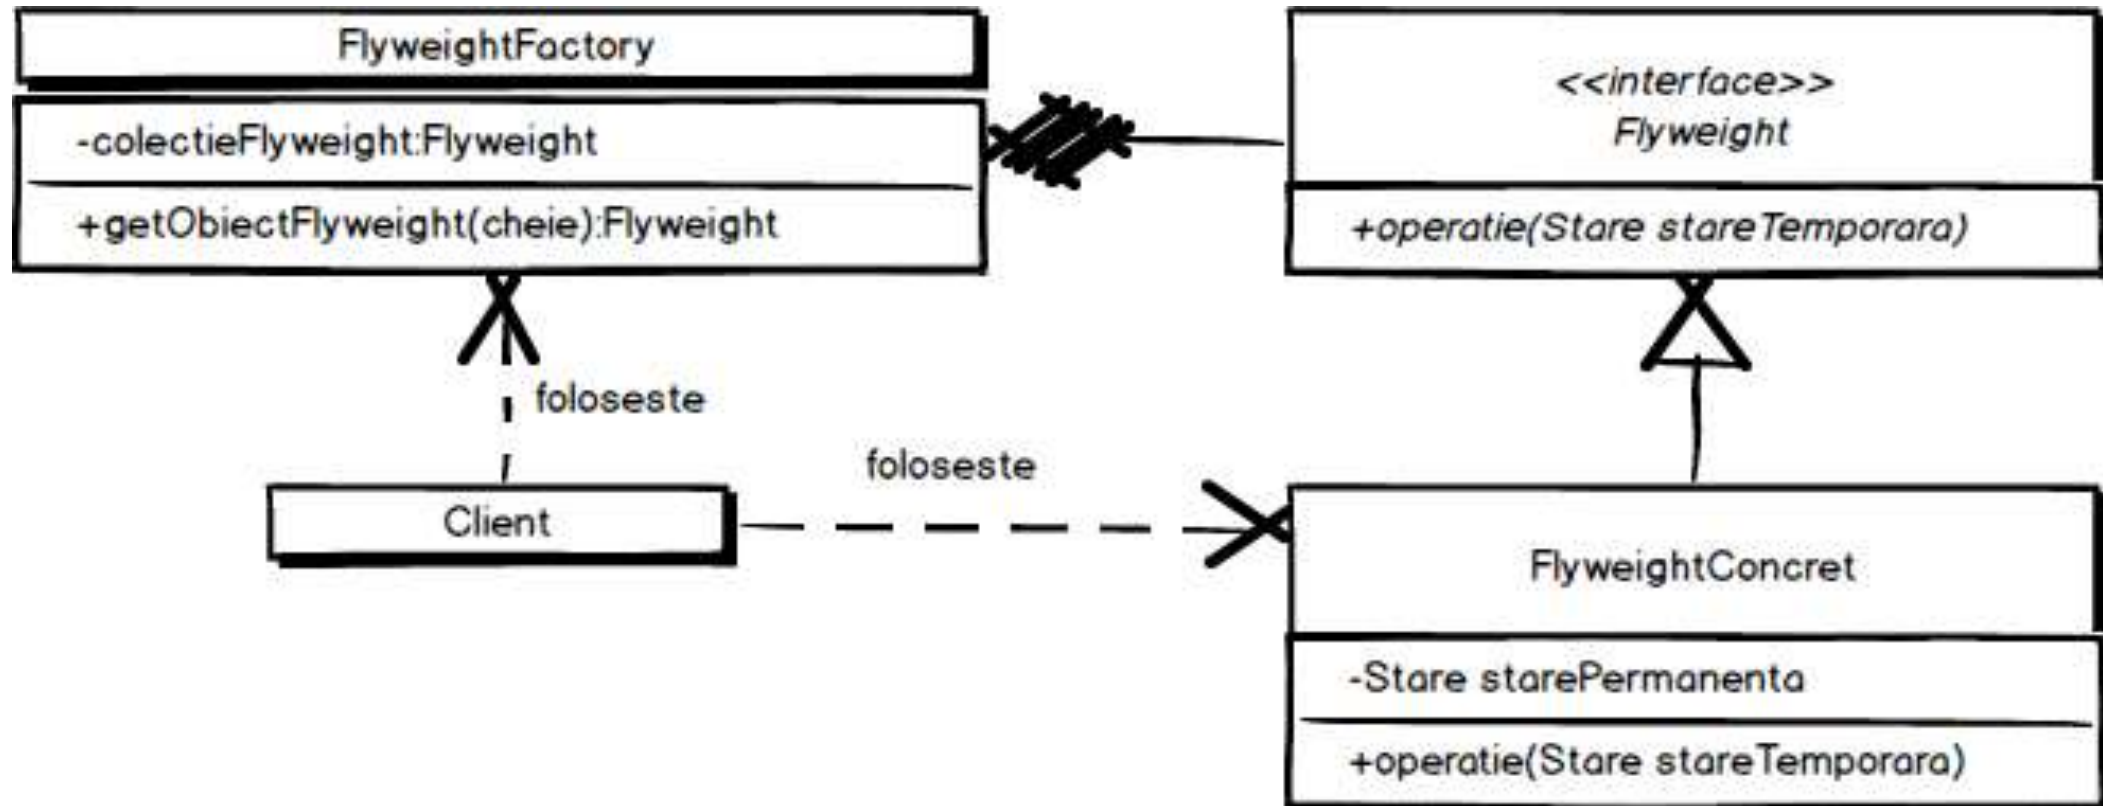 FlyweightFactory
-colectieFlyweight:Flyweight
+getObiectFlyweight(cheie):Flyweight
<<interface>>
Flyweight
+operatie(Stare stareTemporara)
foloseste
foloseste
Client
FlyweightConcret
-Stare starePermanenta
+operatie(Stare stareTemporara)